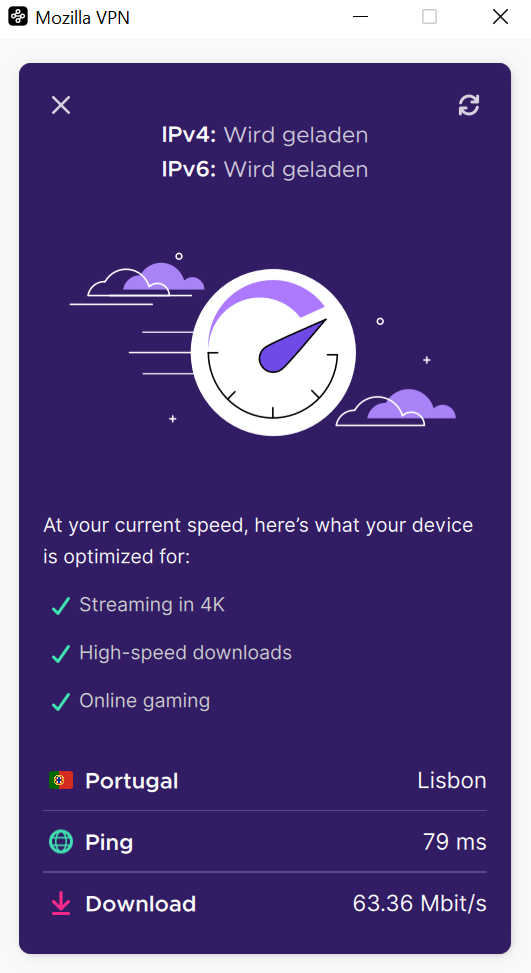 Mozilla VPN
IPv4: Wird geladen
IPv6: Wird geladen
At your current speed, here’s what your device
is optimized for:
Streaming in 4K
High-speed downloads
Online gaming
Portugal Lisbon
Ping 79 ms
Download 63.36 Mbit/s